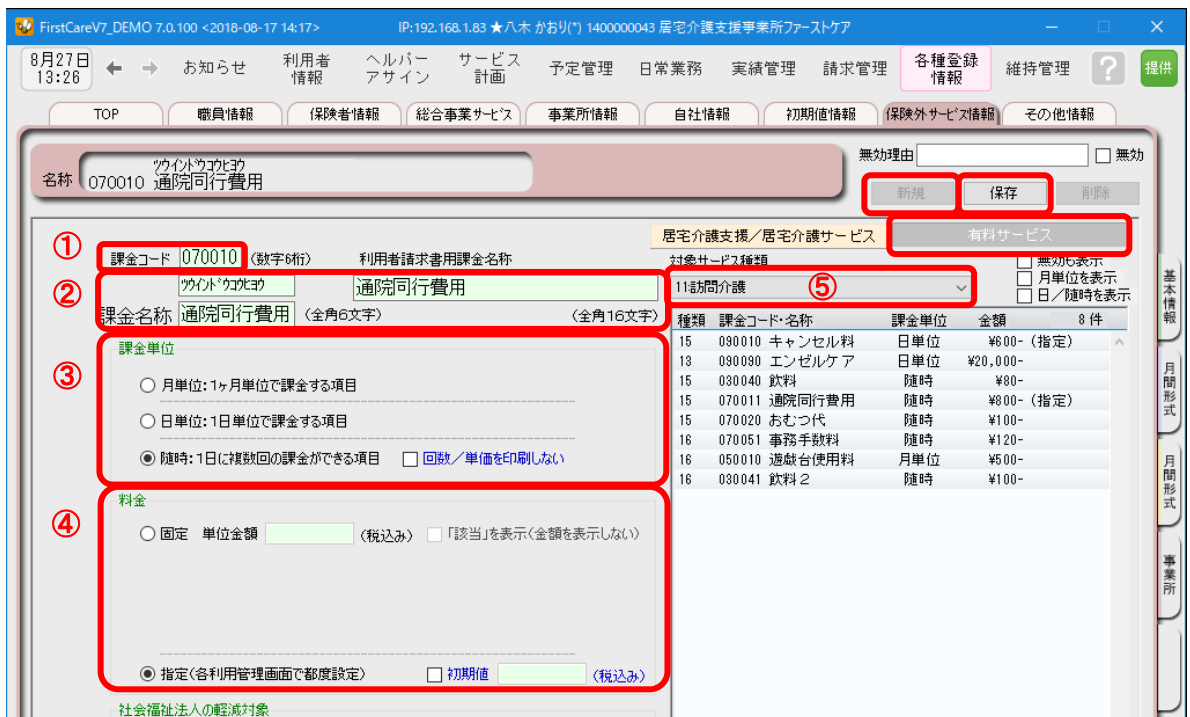 FirstCareV7_DEMO 7.0.100 <2018-08-17 14:17> IP:192.168.1.83 ★八木 かおり(*) 1400000043 居宅介護支援事業所ファーストケア
8月27日 13:26 ← → お知らせ 利用者情報 ヘルパーアサイン サービス計画 予定管理 日常業務 実績管理 請求管理 各種登録情報 維持管理 ? 提供
TOP 職員情報 保険者情報 総合事業サービス 事業所情報 自社情報 初期値情報 保険外サービス情報 その他情報
無効理由 無効
ﾂｳｲﾝﾄﾞｳｺｳﾋﾖｳ
名称 070010 通院同行費用
新規 保存 削除
居宅介護支援/居宅介護サービス 有料サービス
① 課金コード 070010 (数字6桁) 利用者請求書用課金名称
② ﾂｳｲﾝﾄﾞｳｺｳﾋﾖｳ 通院同行費用
課金名称 通院同行費用 (全角6文字) (全角16文字)
対象サービス種類 無効も表示
11訪問介護 ⑤ 月単位を表示
日/随時を表示
種類 課金コード・名称 課金単位 金額 8 件
15 090010 キャンセル料 日単位 ¥600- (指定)
13 090090 エンゼルケア 日単位 ¥20,000-
15 030040 飲料 随時 ¥80-
15 070011 通院同行費用 随時 ¥800- (指定)
15 070020 おむつ代 随時 ¥100-
16 070051 事務手数料 随時 ¥120-
16 050010 遊戯台使用料 月単位 ¥500-
16 030041 飲料2 随時 ¥100-
③ 課金単位
月単位:1ヶ月単位で課金する項目
日単位:1日単位で課金する項目
随時:1日に複数回の課金ができる項目 回数/単価を印刷しない
④ 料金
固定 単位金額 (税込み) 「該当」を表示(金額を表示しない)
指定(各利用管理画面で都度設定) 初期値 (税込み)
社会福祉法人の軽減対象
基本情報
月間形式
月間形式
事業所